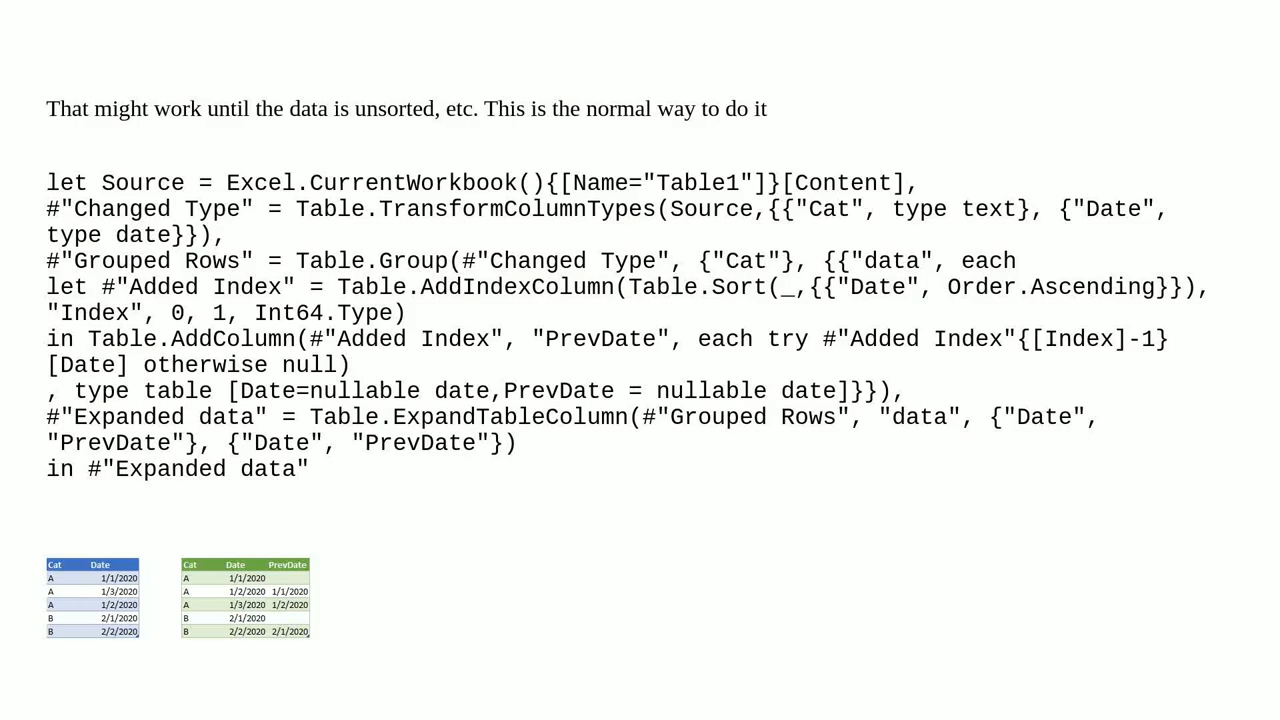 That might work until the data is unsorted, etc. This is the normal way to do it
let Source = Excel.CurrentWorkbook(){[Name="Table1"]}[Content],
#"Changed Type" = Table.TransformColumnTypes(Source,{{"Cat", type text}, {"Date",
type date}}),
#"Grouped Rows" = Table.Group(#"Changed Type", {"Cat"}, {{"data", each
let #"Added Index" = Table.AddIndexColumn(Table.Sort(_,{{"Date", Order.Ascending}}),
"Index", 0, 1, Int64.Type)
in Table.AddColumn(#"Added Index", "PrevDate", each try #"Added Index"{[Index]-1}
[Date] otherwise null)
, type table [Date=nullable date,PrevDate = nullable date]}}),
#"Expanded data" = Table.ExpandTableColumn(#"Grouped Rows", "data", {"Date",
"PrevDate"}, {"Date", "PrevDate"})
in #"Expanded data"
Cat Date
A 1/1/2020
A 1/3/2020
A 1/2/2020
B 2/1/2020
B 2/2/2020
Cat Date PrevDate
A 1/1/2020
A 1/2/2020 1/1/2020
A 1/3/2020 1/2/2020
B 2/1/2020
B 2/2/2020 2/1/2020